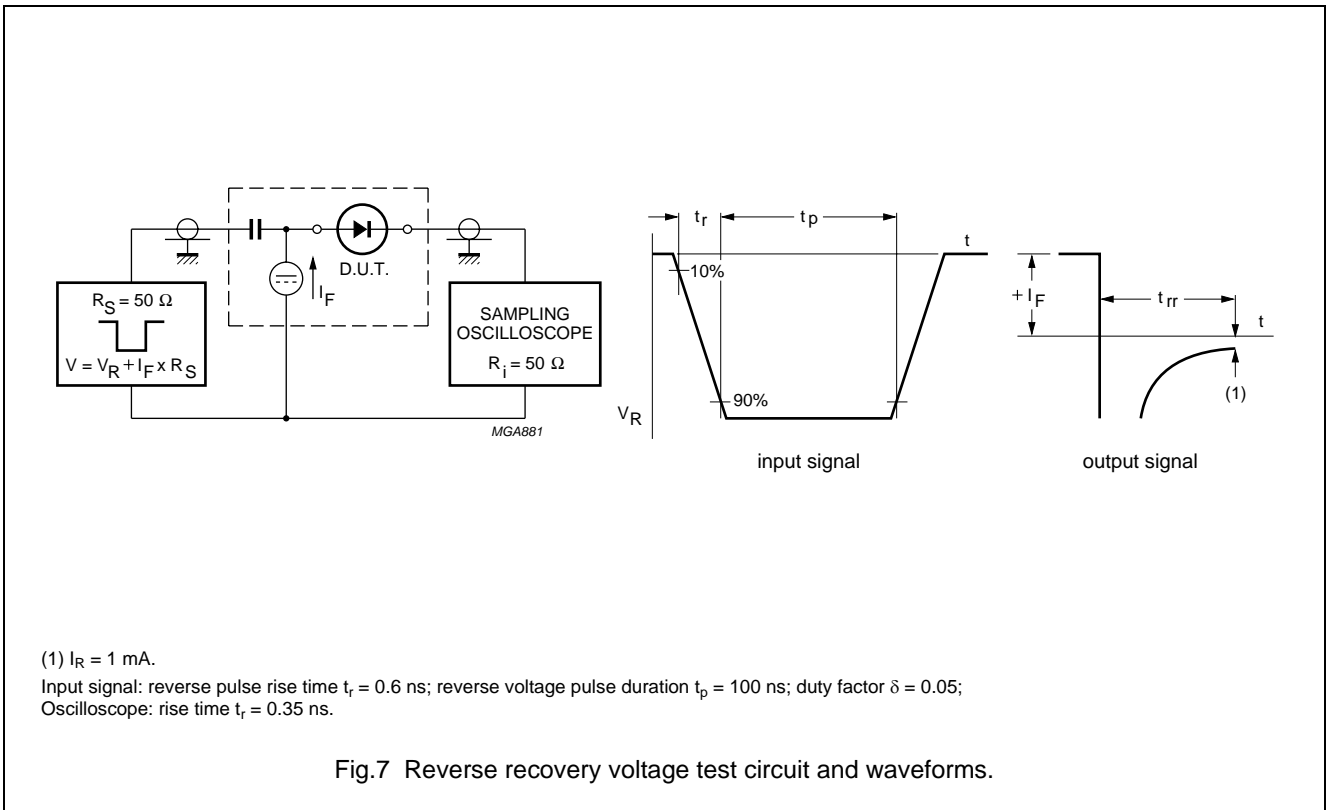 D.U.T.
I_F
R_S = 50 Ω
V = V_R + I_F x R_S
SAMPLING
OSCILLOSCOPE
R_i = 50 Ω
MGA881
t_r
t_p
t
10%
90%
V_R
input signal
+ I_F
t_rr
t
(1)
output signal
(1) I_R = 1 mA.
Input signal: reverse pulse rise time t_r = 0.6 ns; reverse voltage pulse duration t_p = 100 ns; duty factor δ = 0.05;
Oscilloscope: rise time t_r = 0.35 ns.
Fig.7 Reverse recovery voltage test circuit and waveforms.